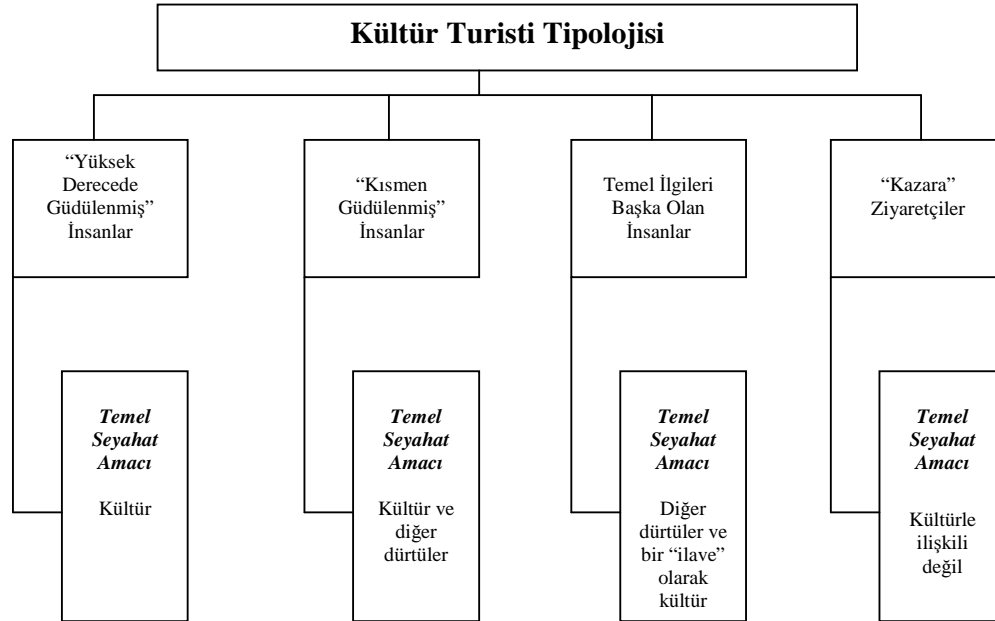 Kültür Turisti Tipolojisi
“Yüksek
Derecede
Güdülenmiş”
İnsanlar
“Kısmen
Güdülenmiş”
İnsanlar
Temel İlgileri
Başka Olan
İnsanlar
“Kazara”
Ziyaretçiler
Temel
Seyahat
Amacı
Kültür
Temel
Seyahat
Amacı
Kültür ve
diğer
dürtüler
Temel
Seyahat
Amacı
Diğer
dürtüler ve
bir “ilave”
olarak
kültür
Temel
Seyahat
Amacı
Kültürle
ilişkili
değil